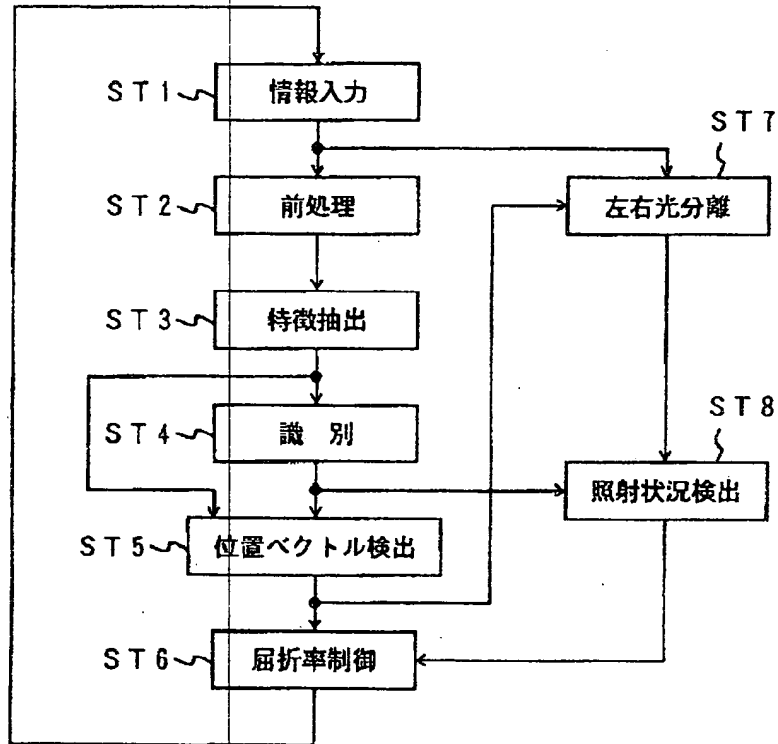 ST1 情報入力
ST7
ST2 前処理
左右光分離
ST3 特徴抽出
ST8
ST4 識 別
照射状況検出
ST5 位置ベクトル検出
ST6 屈折率制御